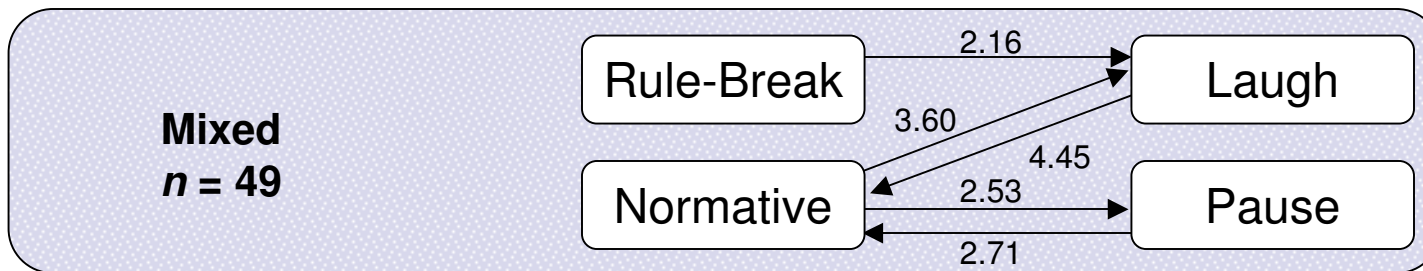 2.16
Rule-Break
Laugh
Mixed
n = 49
3.60
4.45
Normative
2.53
Pause
2.71